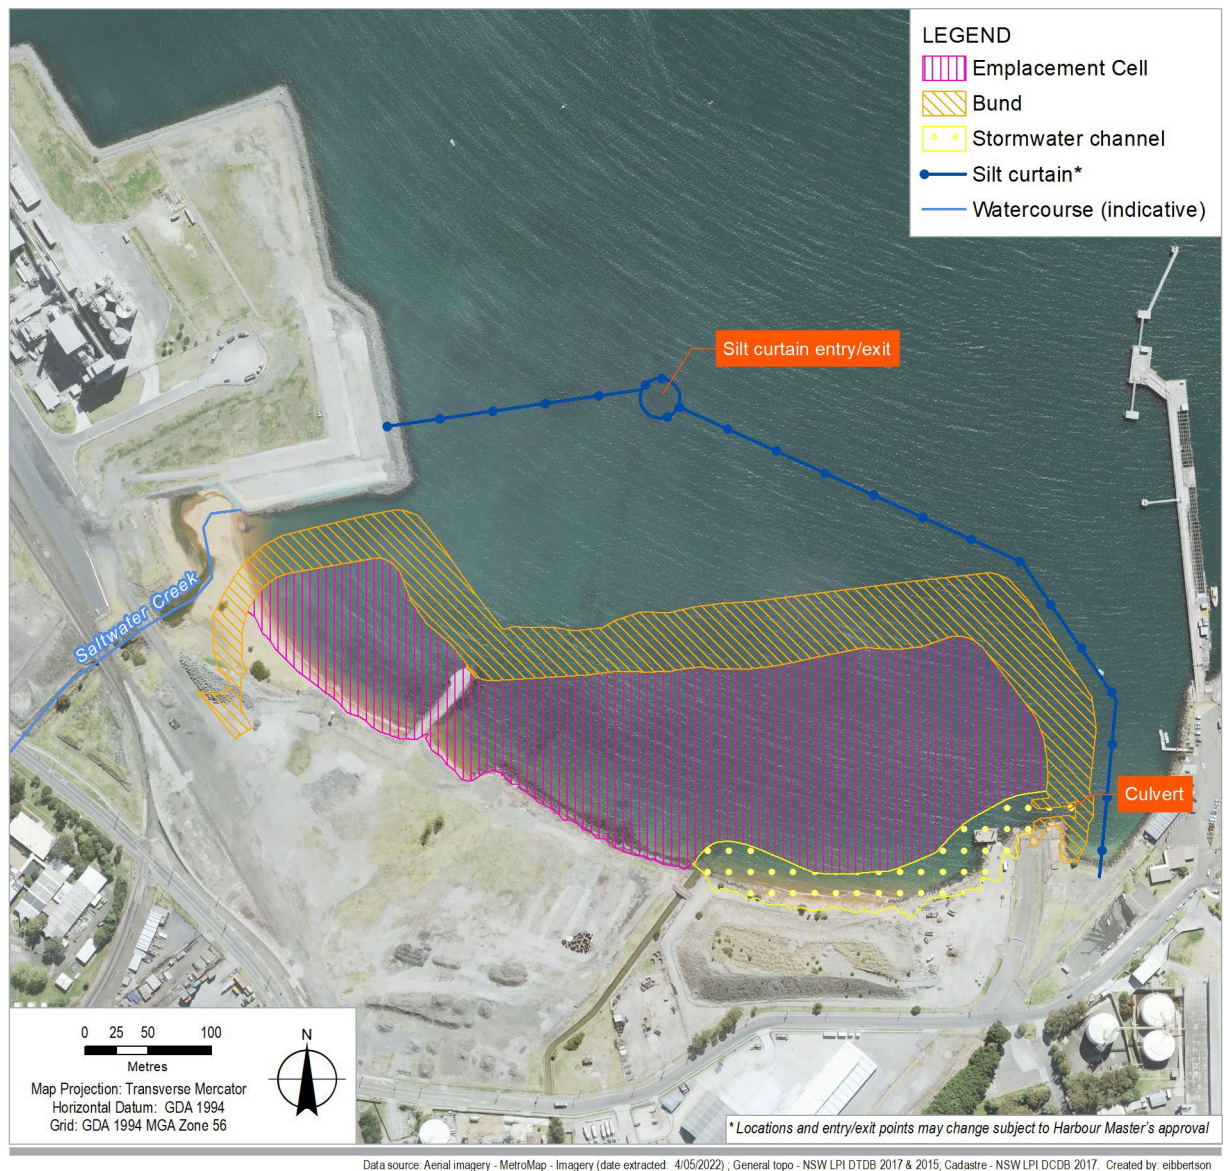 LEGEND
Emplacement Cell
Bund
Stormwater channel
Silt curtain*
Watercourse (indicative)
Silt curtain entry/exit
Saltwater Creek
Culvert
0 25 50 100
Metres
Map Projection: Transverse Mercator
Horizontal Datum: GDA 1994
Grid: GDA 1994 MGA Zone 56
N
* Locations and entry/exit points may change subject to Harbour Master's approval
Data source: Aerial imagery - MetroMap - Imagery (date extracted: 4/05/2022) ; General topo - NSW LPI DTDB 2017 & 2015; Cadastre - NSW LPI DCDB 2017. Created by: eibbertson